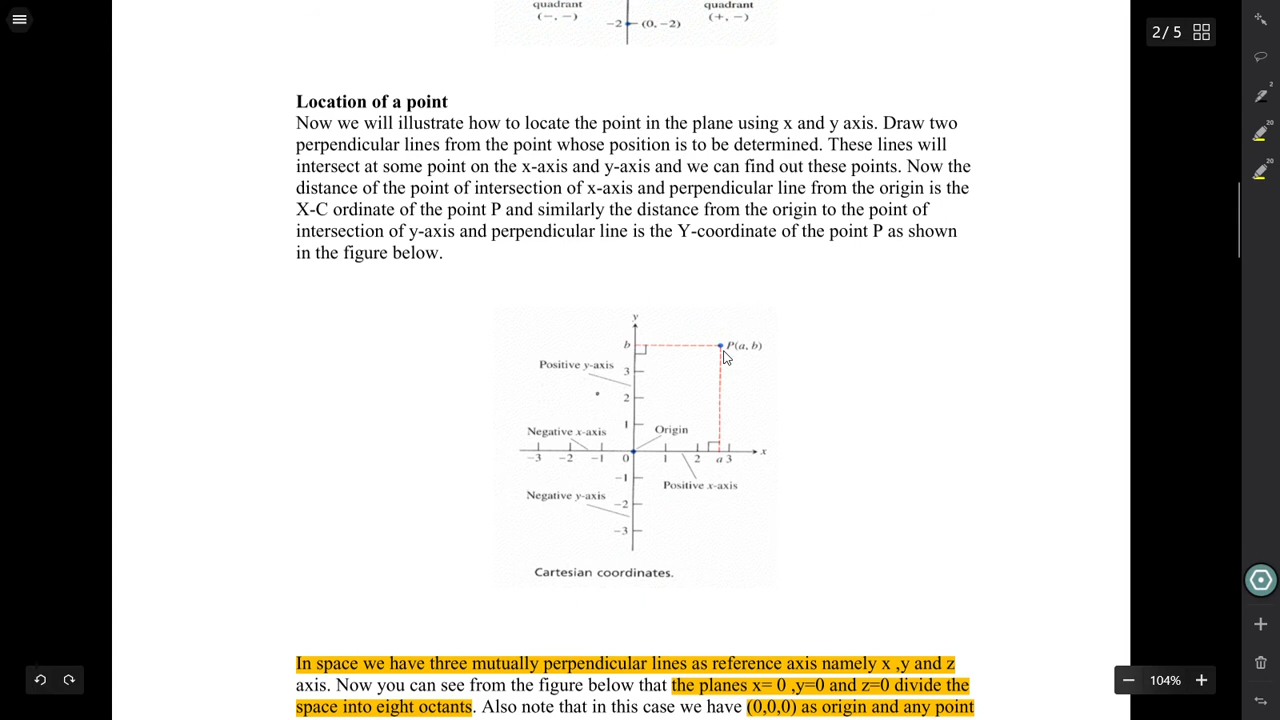 quadrant quadrant
(−, −) (+, −)
−2 (0, −2)
2/5
Location of a point
Now we will illustrate how to locate the point in the plane using x and y axis. Draw two
perpendicular lines from the point whose position is to be determined. These lines will
intersect at some point on the x-axis and y-axis and we can find out these points. Now the
distance of the point of intersection of x-axis and perpendicular line from the origin is the
X-C ordinate of the point P and similarly the distance from the origin to the point of
intersection of y-axis and perpendicular line is the Y-coordinate of the point P as shown
in the figure below.
y
b P(a, b)
Positive y-axis 3
2
Negative x-axis 1 Origin
−3 −2 −1 0 1 2 a 3 x
−1 Positive x-axis
Negative y-axis −2
−3
Cartesian coordinates.
In space we have three mutually perpendicular lines as reference axis namely x ,y and z
axis. Now you can see from the figure below that the planes x= 0 ,y=0 and z=0 divide the
space into eight octants. Also note that in this case we have (0,0,0) as origin and any point
104%
2
20
20